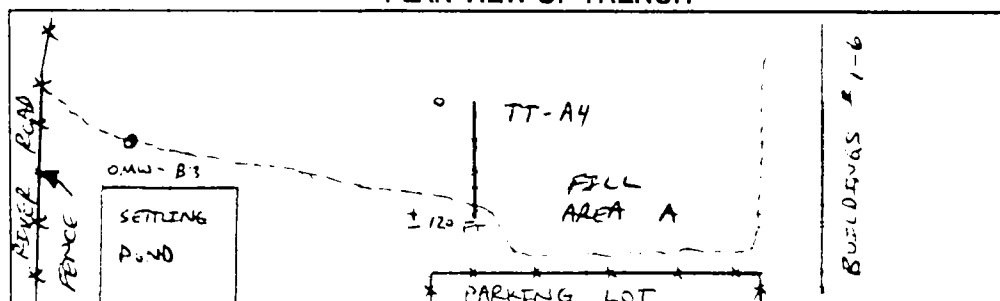 PLAN VIEW OF TRENCH
RIVER ROAD
FENCE
OMW-B3
SETTLING
POND
± 120 FT
TT-A4
FILL
AREA A
PARKING LOT
BUILDINGS # 1-6